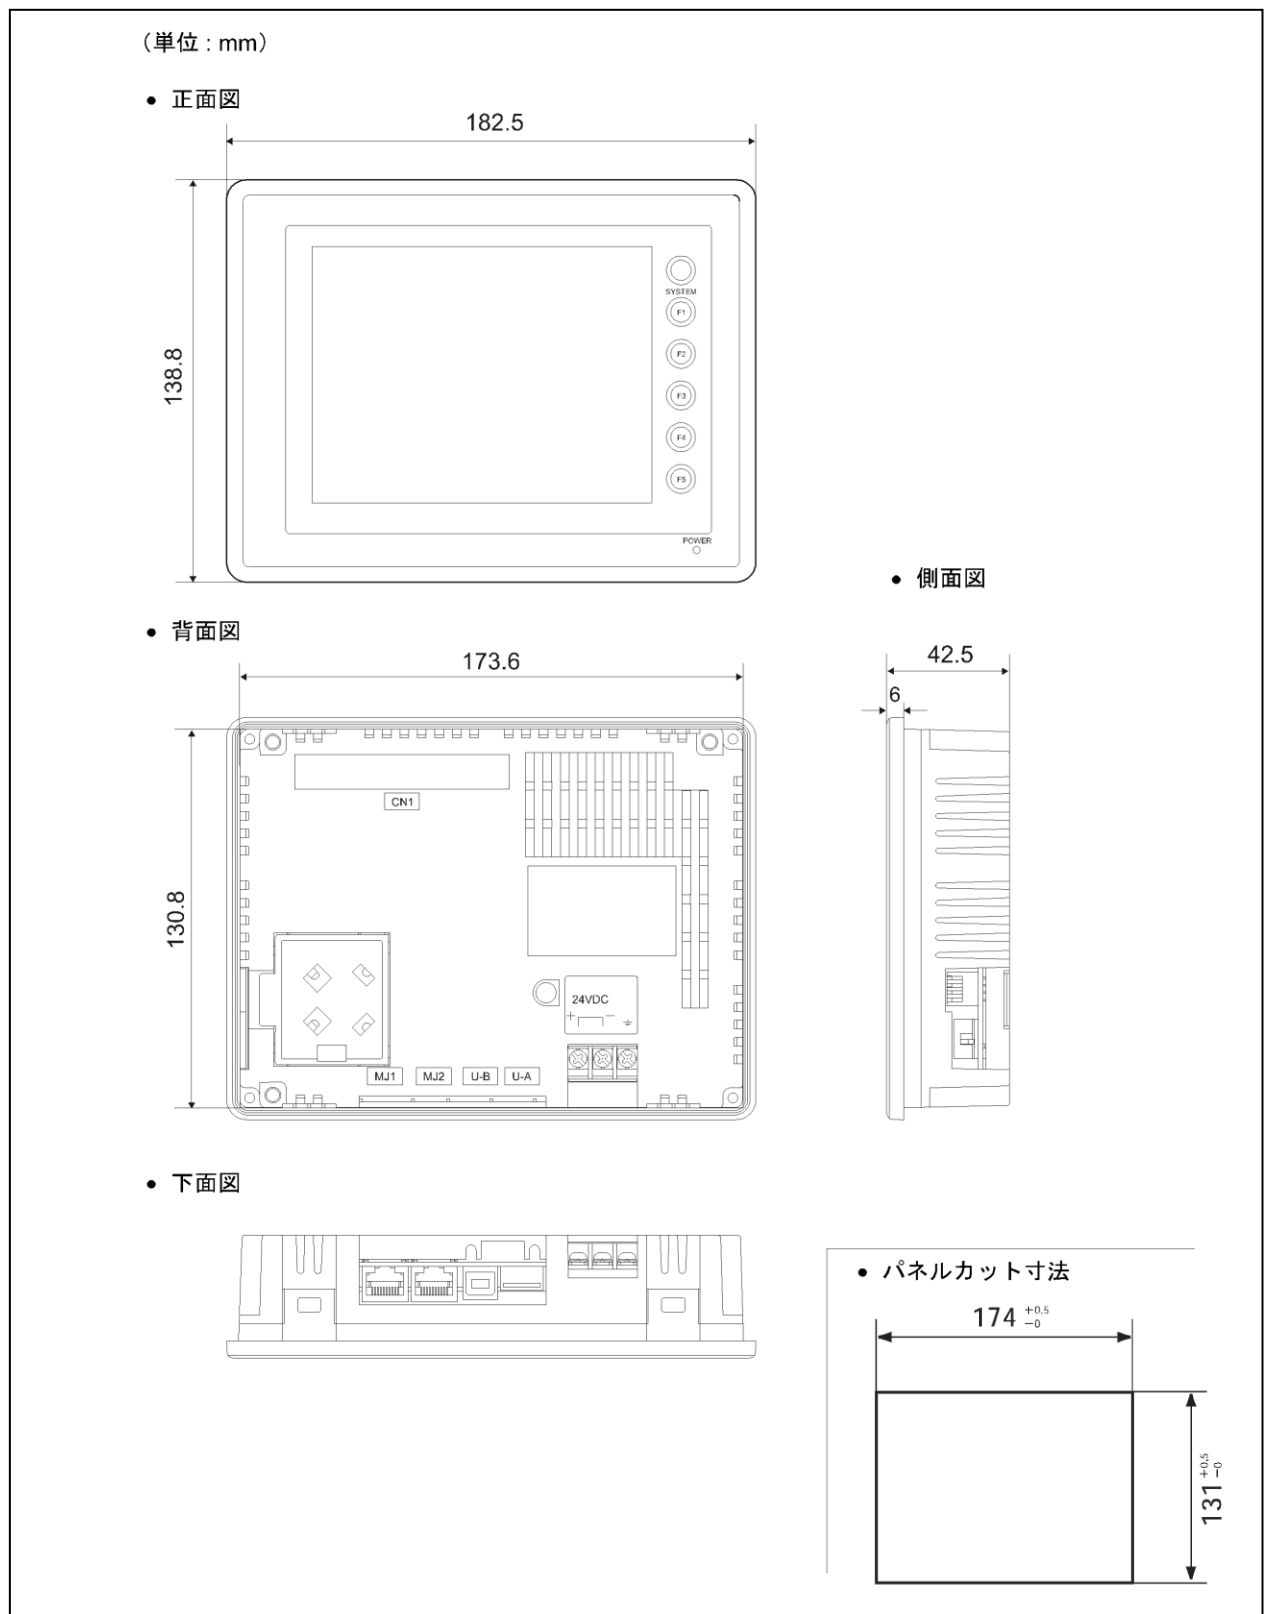 （単位 : mm）
• 正面図
182.5
138.8
SYSTEM
F1
F2
F3
F4
F5
POWER
• 側面図
• 背面図
173.6
42.5
6
CN1
130.8
24VDC
+ −
MJ1 MJ2 U-B U-A
• 下面図
• パネルカット寸法
174 +0.5 −0
131 +0.5 −0